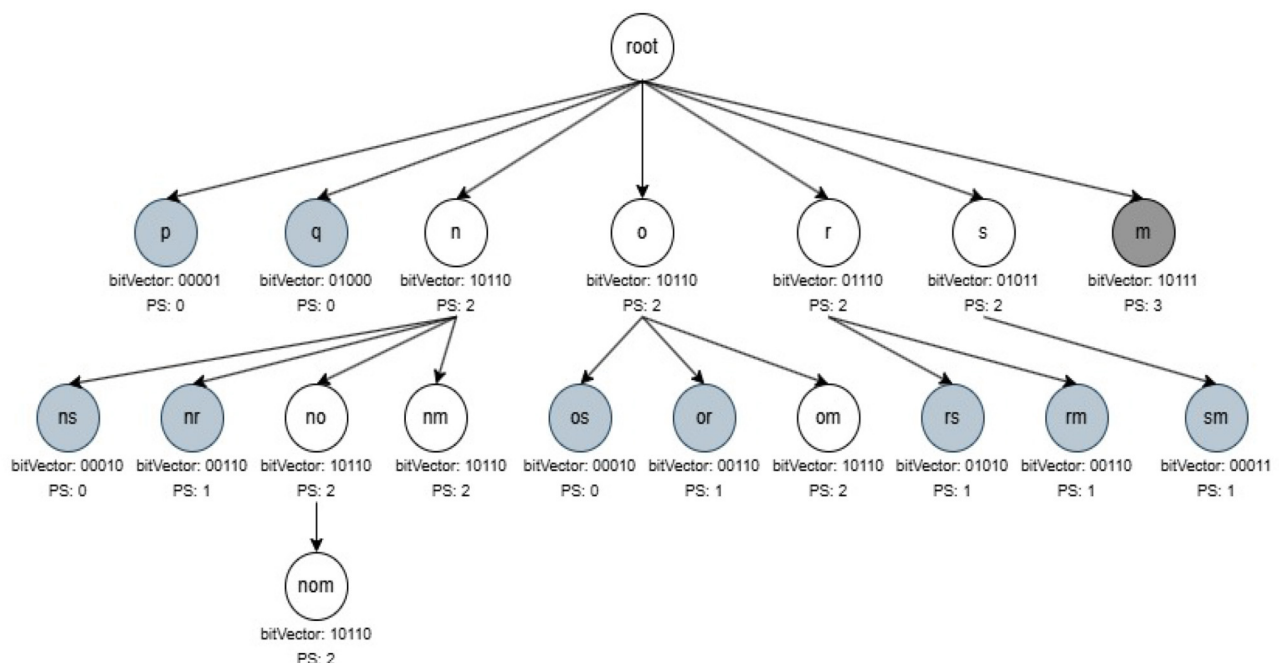 root
p q n o r s m
bitVector: 00001 bitVector: 01000 bitVector: 10110 bitVector: 10110 bitVector: 01110 bitVector: 01011 bitVector: 10111
PS: 0 PS: 0 PS: 2 PS: 2 PS: 2 PS: 2 PS: 3
ns nr no nm os or om rs rm sm
bitVector: 00010 bitVector: 00110 bitVector: 10110 bitVector: 10110 bitVector: 00010 bitVector: 00110 bitVector: 10110 bitVector: 01010 bitVector: 00110 bitVector: 00011
PS: 0 PS: 1 PS: 2 PS: 2 PS: 0 PS: 1 PS: 2 PS: 1 PS: 1 PS: 1
nom
bitVector: 10110
PS: 2